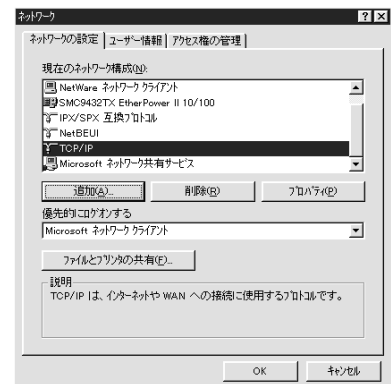 ネットワーク
ネットワークの設定 ユーザー情報 アクセス権の管理
現在のネットワーク構成(N):
NetWare ネットワーク クライアント
SMC9432TX EtherPower II 10/100
IPX/SPX 互換プロトコル
NetBEUI
TCP/IP
Microsoft ネットワーク共有サービス
追加(A)... 削除(R) プロパティ(P)
優先的にログオンする
Microsoft ネットワーク クライアント
ファイルとプリンタの共有(F)...
説明
TCP/IP は、インターネットや WAN への接続に使用するプロトコルです。
OK キャンセル